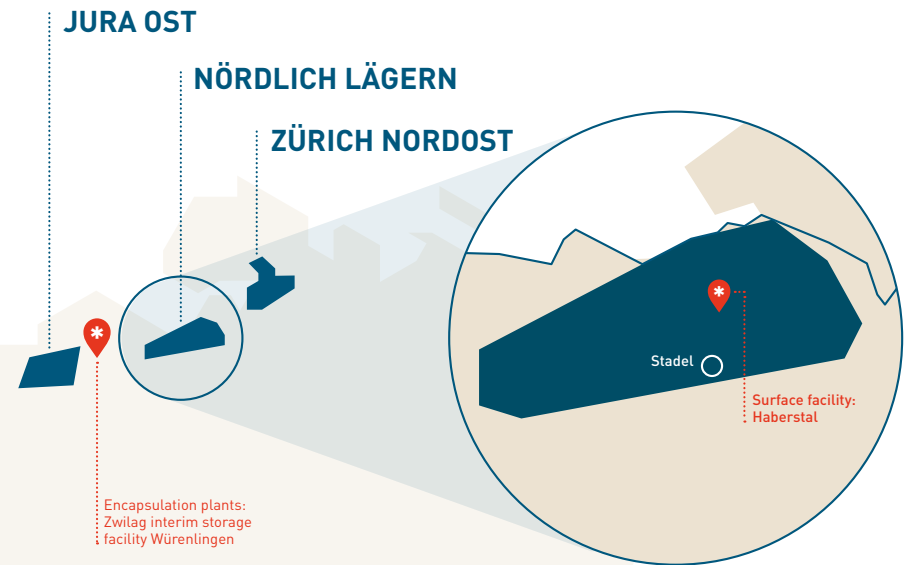 JURA OST
NÖRDLICH LÄGERN
ZÜRICH NORDOST
Stadel
Surface facility:
Haberstal
Encapsulation plants:
Zwilag interim storage
facility Würenlingen